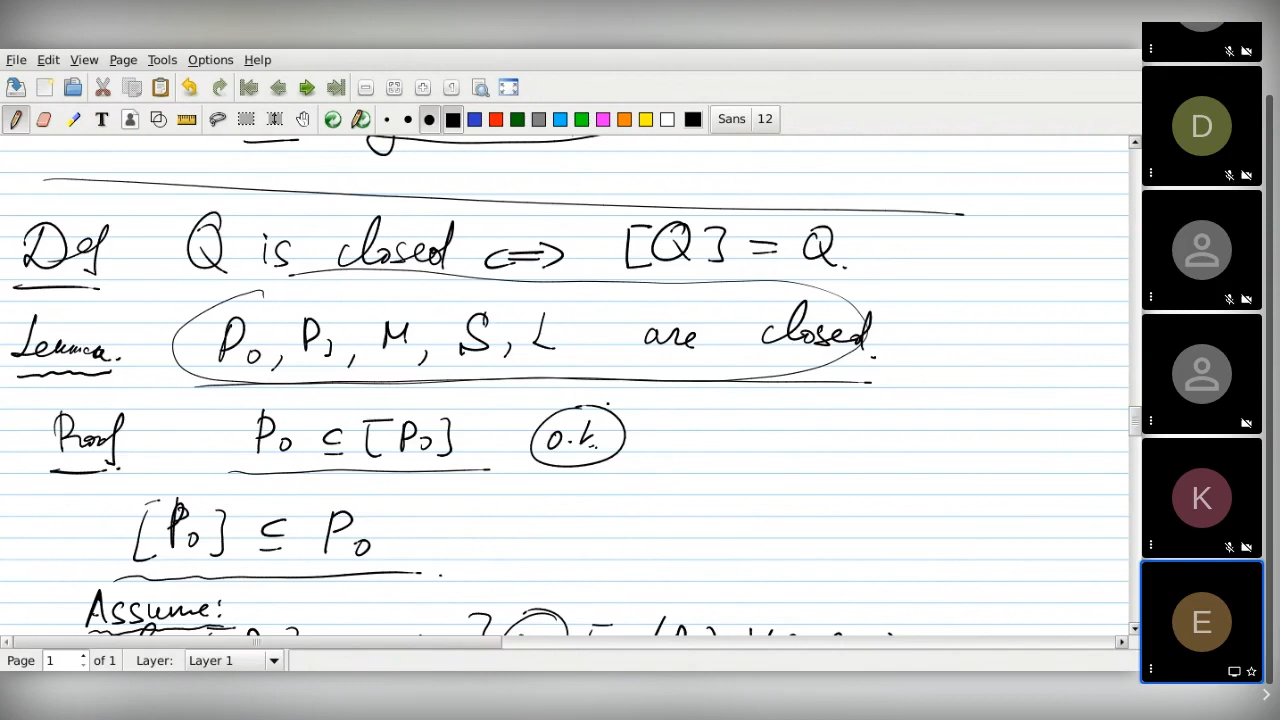 File Edit View Page Tools Options Help
Sans 12
Def Q is closed ⇔ [Q] = Q.
Lemma. P₀, P₁, M, S, L are closed.
Proof P₀ ⊆ [P₀] o.k.
[P₀] ⊆ P₀
Assume:
Page 1 of 1 Layer: Layer 1
D
K
E